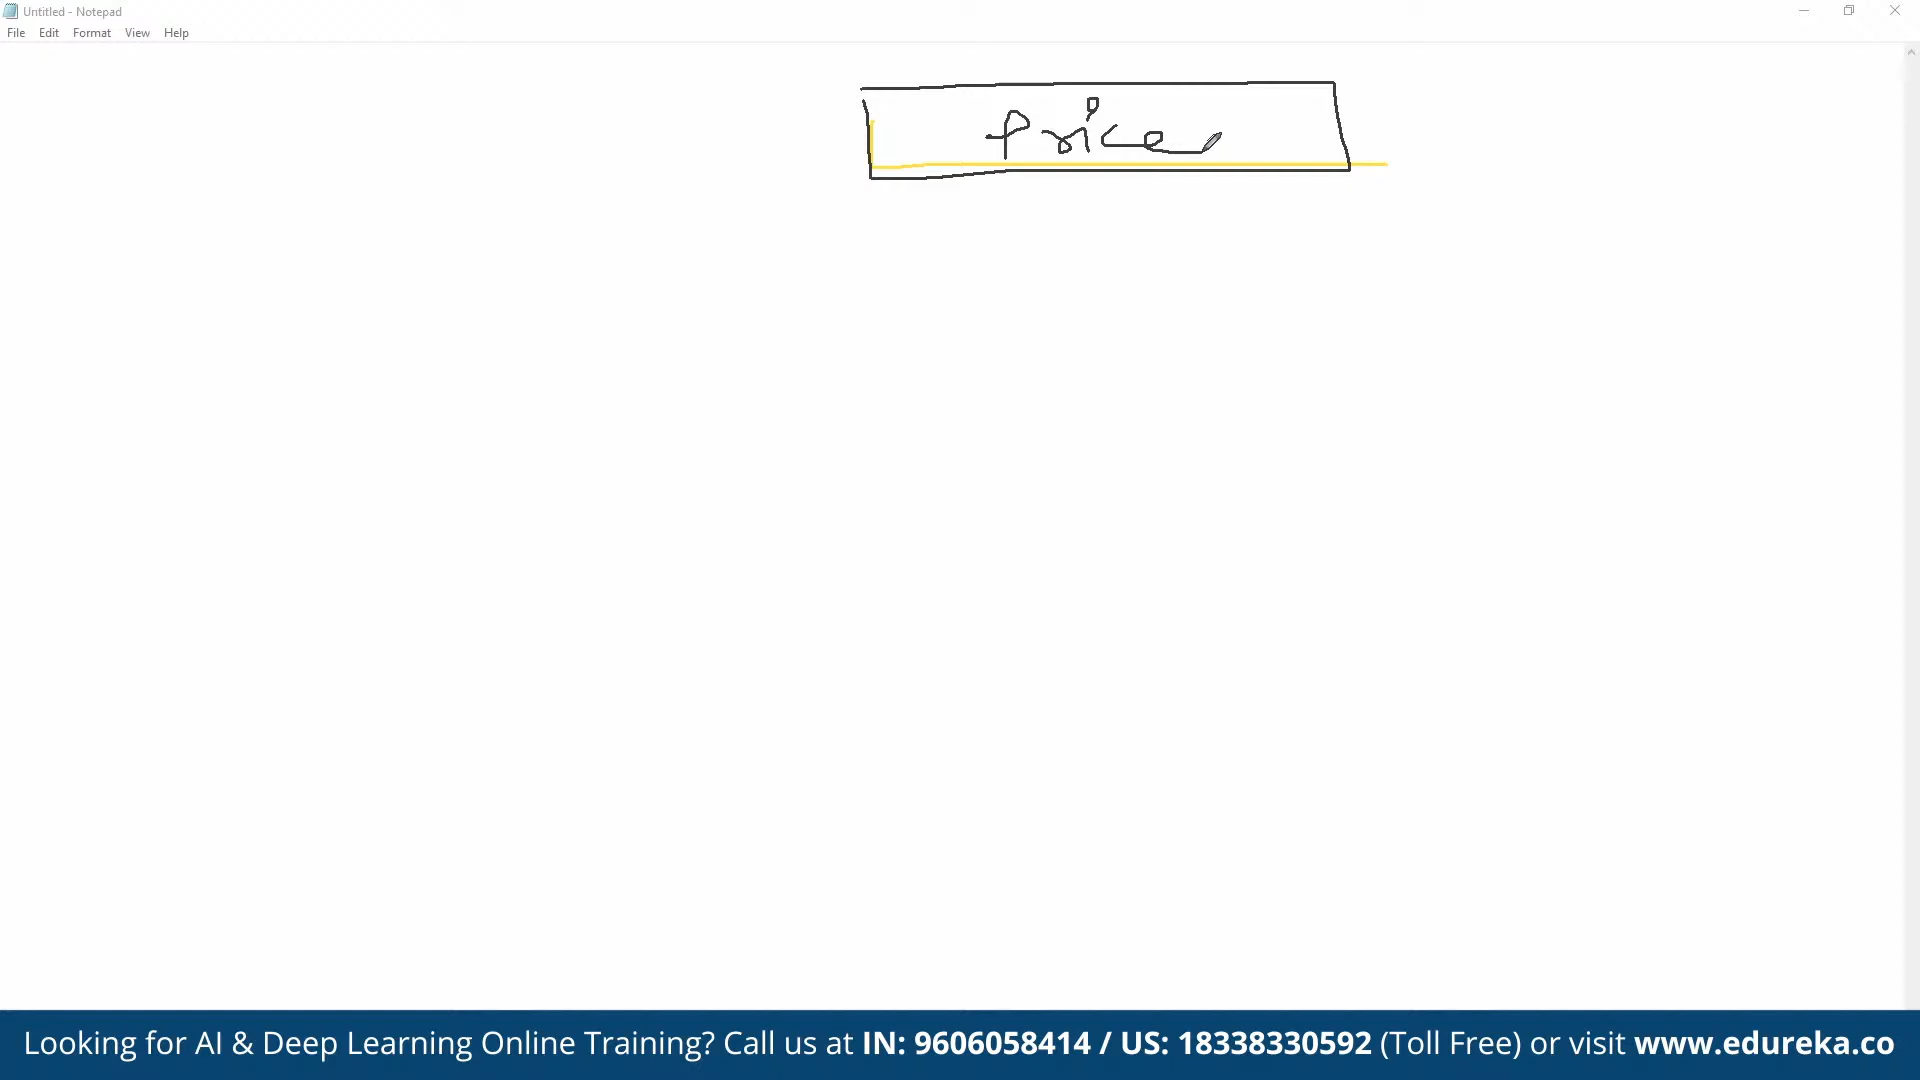 Untitled - Notepad
File Edit Format View Help
Price
Looking for AI & Deep Learning Online Training? Call us at IN: 9606058414 / US: 18338330592 (Toll Free) or visit www.edureka.co